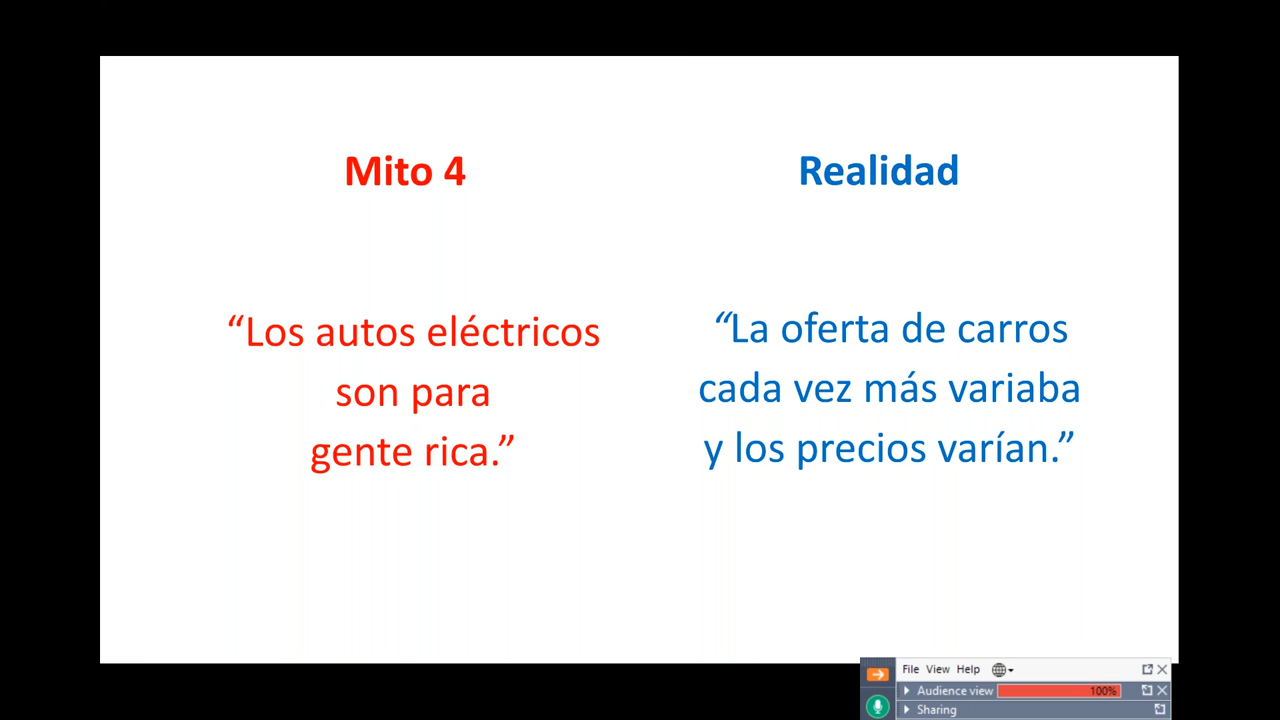 Mito 4
Realidad
“Los autos eléctricos
son para
gente rica.”
“La oferta de carros
cada vez más variaba
y los precios varían.”
File View Help
Audience view 100%
Sharing